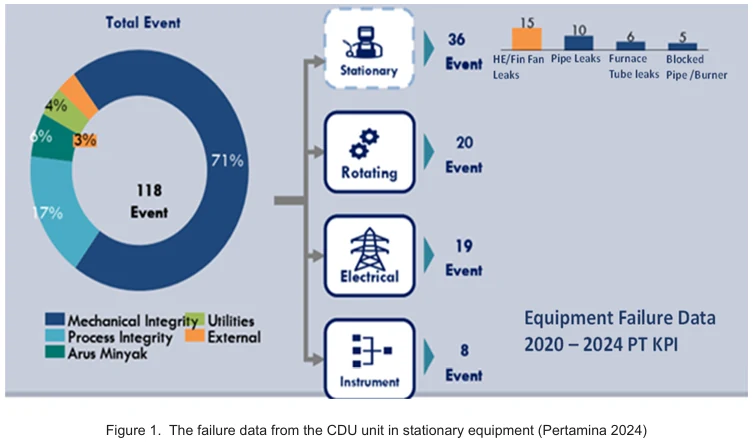 Total Event
71%
17%
6%
4%
3%
118
Event
Mechanical Integrity
Utilities
Process Integrity
External
Arus Minyak
Stationary
36
Event
Rotating
20
Event
Electrical
19
Event
Instrument
8
Event
15
10
6
5
HE/Fin Fan
Leaks
Pipe Leaks
Furnace
Tube leaks
Blocked
Pipe /Burner
Equipment Failure Data
2020 – 2024 PT KPI
Figure 1. The failure data from the CDU unit in stationary equipment (Pertamina 2024)